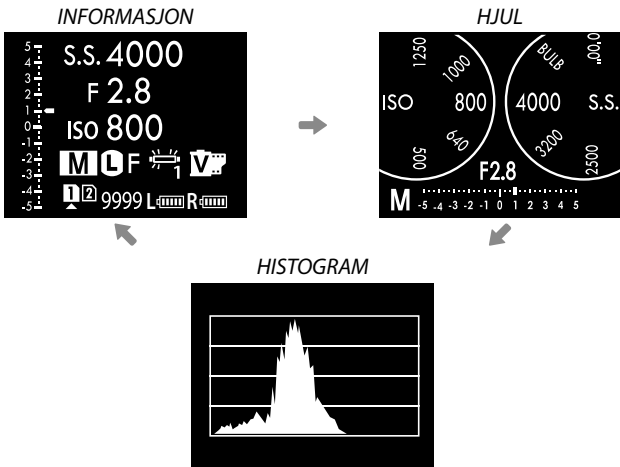 INFORMASJON
5
4
3
2
1
0
-1
-2
-3
-4
-5
S.S. 4000
F 2.8
ISO 800
M L F 1 V
1 2 9999 L R
HJUL
1250 1000 BULB
ISO 800 4000 S.S.
500 640 3200 2500
F2.8
M -5 -4 -3 -2 -1 0 1 2 3 4 5
HISTOGRAM